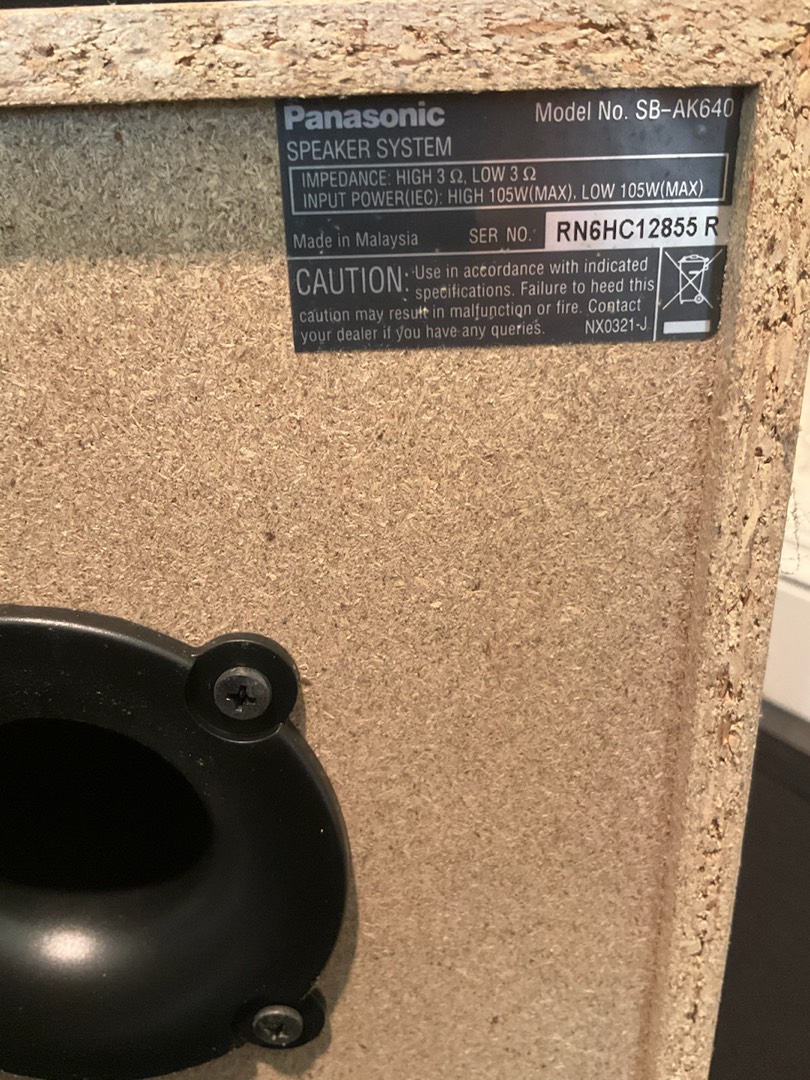 Panasonic Model No. SB-AK640
SPEAKER SYSTEM
IMPEDANCE: HIGH 3 Ω, LOW 3 Ω
INPUT POWER(IEC): HIGH 105W(MAX), LOW 105W(MAX)
Made in Malaysia SER NO. RN6HC12855 R
CAUTION: Use in accordance with indicated
specifications. Failure to heed this
caution may result in malfunction or fire. Contact
your dealer if you have any queries. NX0321-J